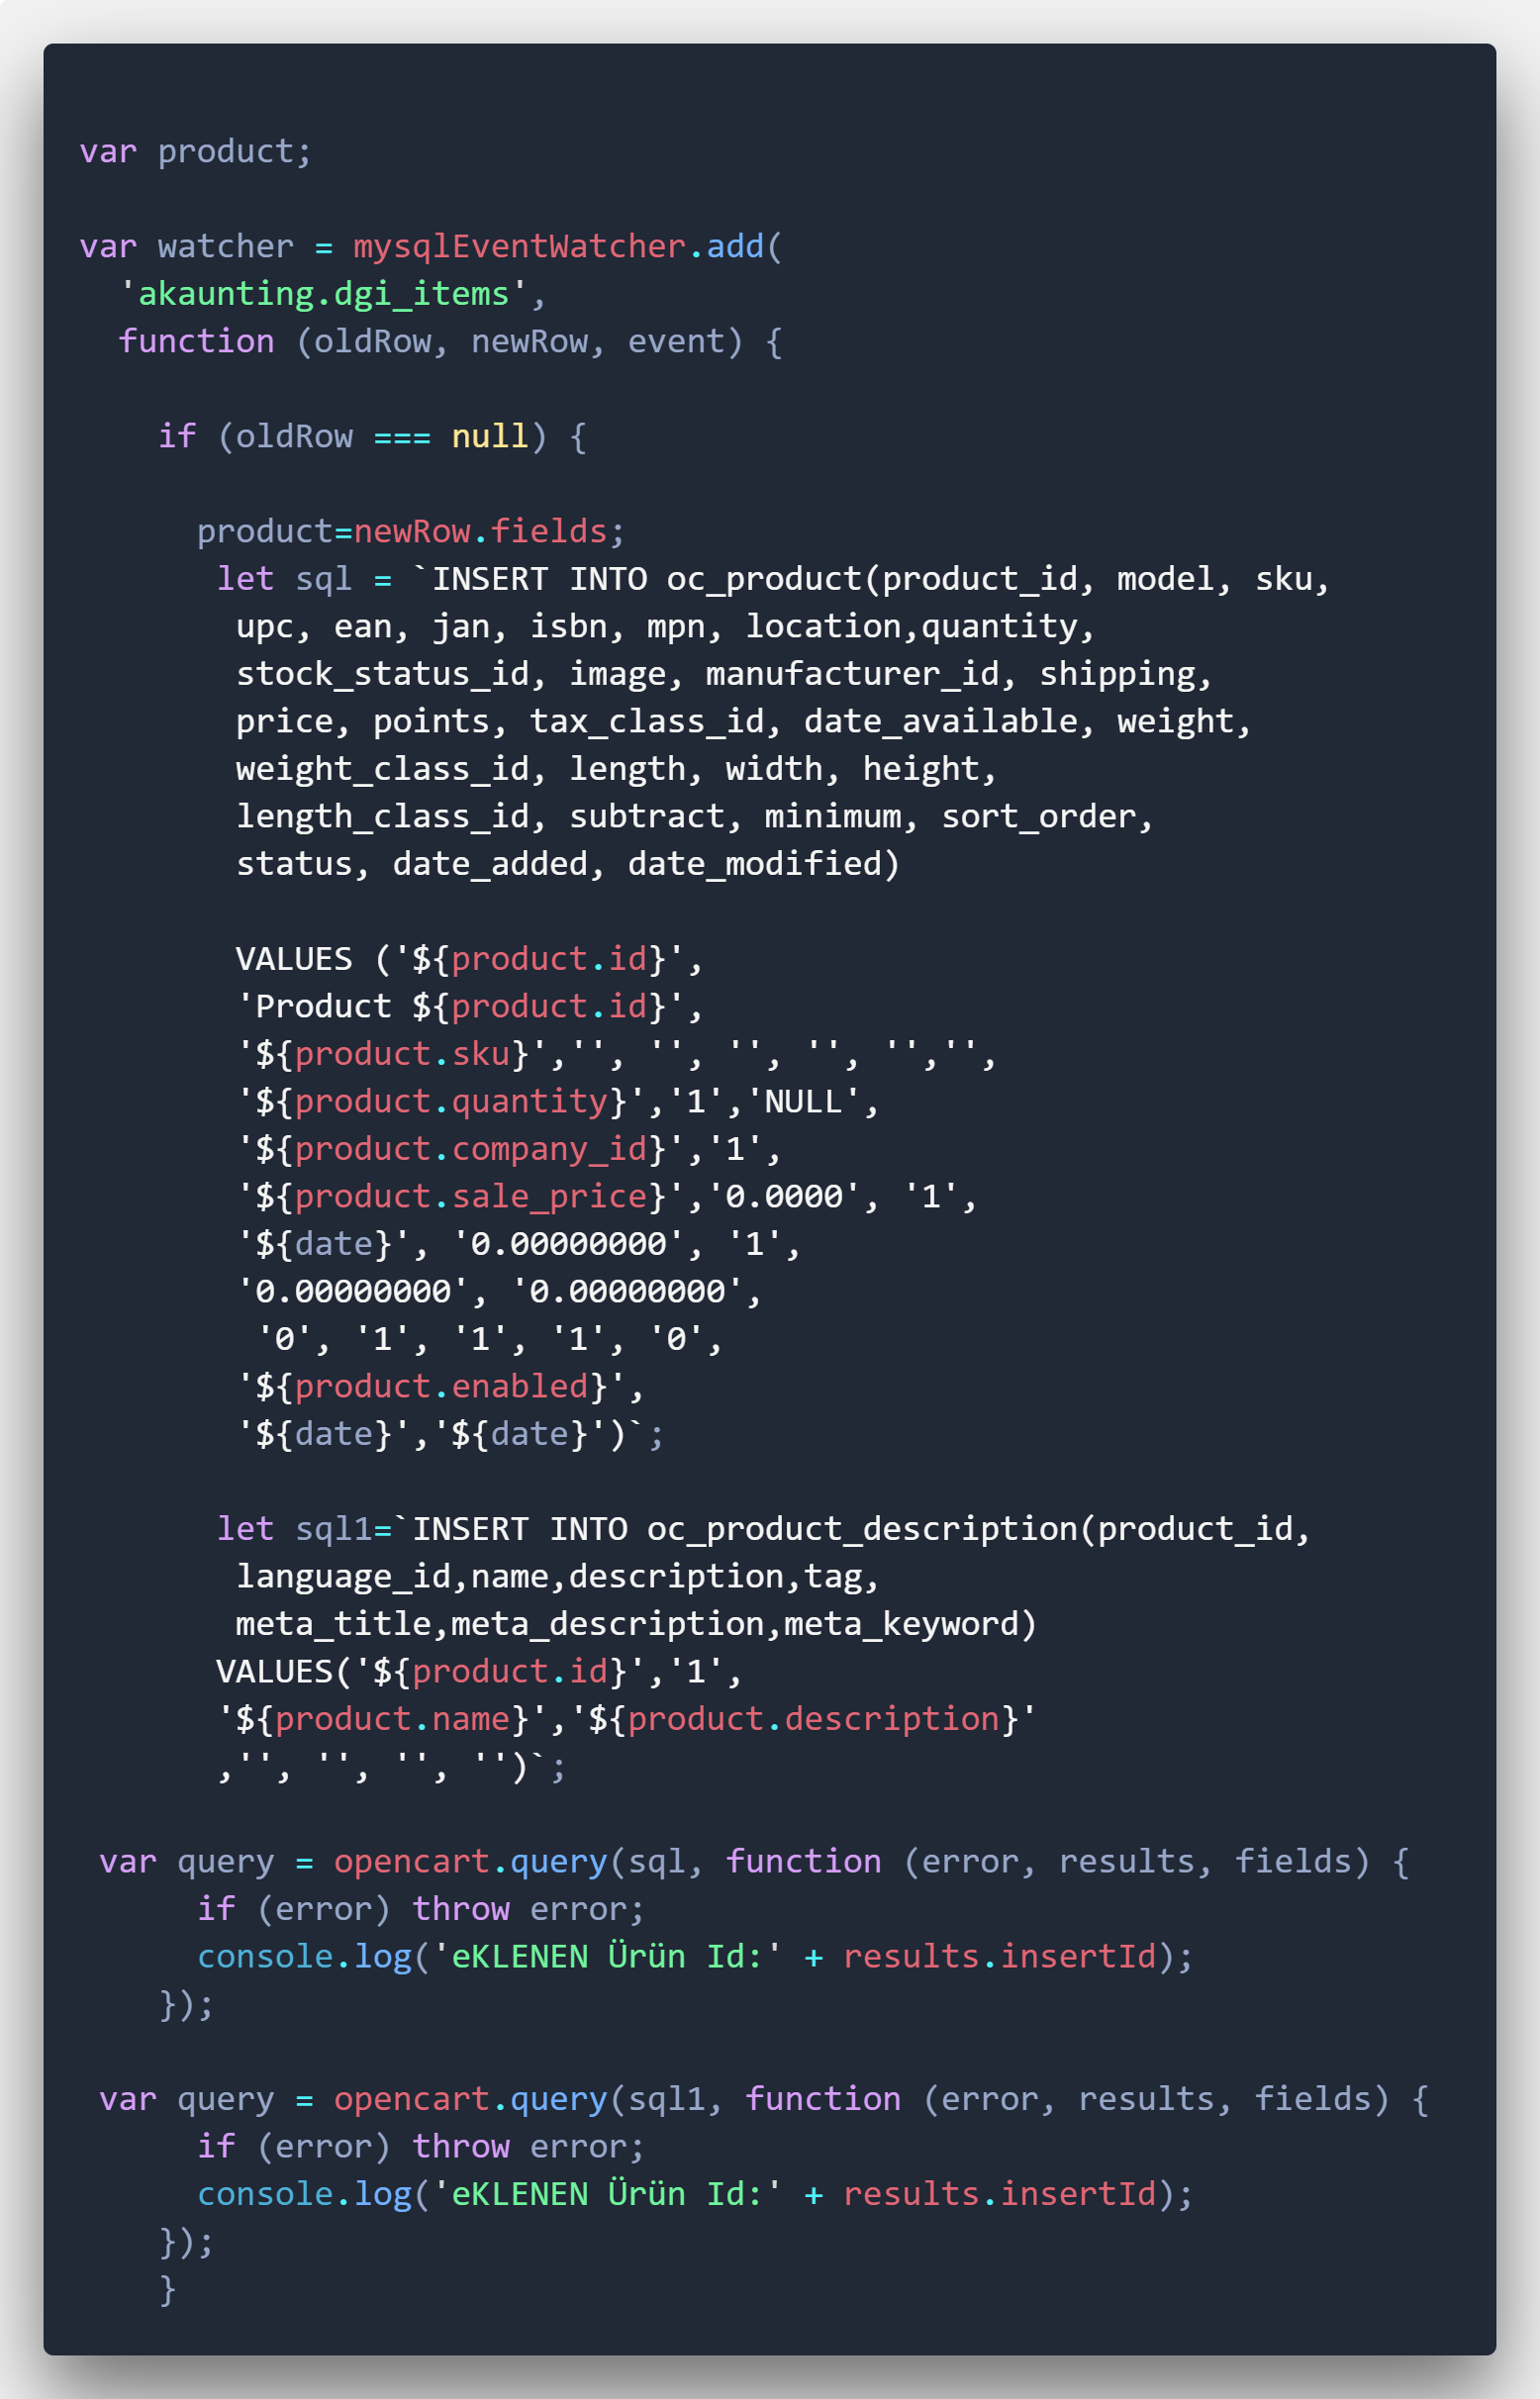 var product;
var watcher = mysqlEventWatcher.add(
'akaunting.dgi_items',
function (oldRow, newRow, event) {
if (oldRow === null) {
product=newRow.fields;
let sql = `INSERT INTO oc_product(product_id, model, sku,
upc, ean, jan, isbn, mpn, location,quantity,
stock_status_id, image, manufacturer_id, shipping,
price, points, tax_class_id, date_available, weight,
weight_class_id, length, width, height,
length_class_id, subtract, minimum, sort_order,
status, date_added, date_modified)
VALUES ('${product.id}',
'Product ${product.id}',
'${product.sku}','', '', '', '', '','',
'${product.quantity}','1','NULL',
'${product.company_id}','1',
'${product.sale_price}','0.0000', '1',
'${date}', '0.00000000', '1',
'0.00000000', '0.00000000',
'0', '1', '1', '1', '0',
'${product.enabled}',
'${date}','${date}')`;
let sql1=`INSERT INTO oc_product_description(product_id,
language_id,name,description,tag,
meta_title,meta_description,meta_keyword)
VALUES('${product.id}','1',
'${product.name}','${product.description}'
,'', '', '', '')`;
var query = opencart.query(sql, function (error, results, fields) {
if (error) throw error;
console.log('eKLENEN Ürün Id:' + results.insertId);
});
var query = opencart.query(sql1, function (error, results, fields) {
if (error) throw error;
console.log('eKLENEN Ürün Id:' + results.insertId);
});
}